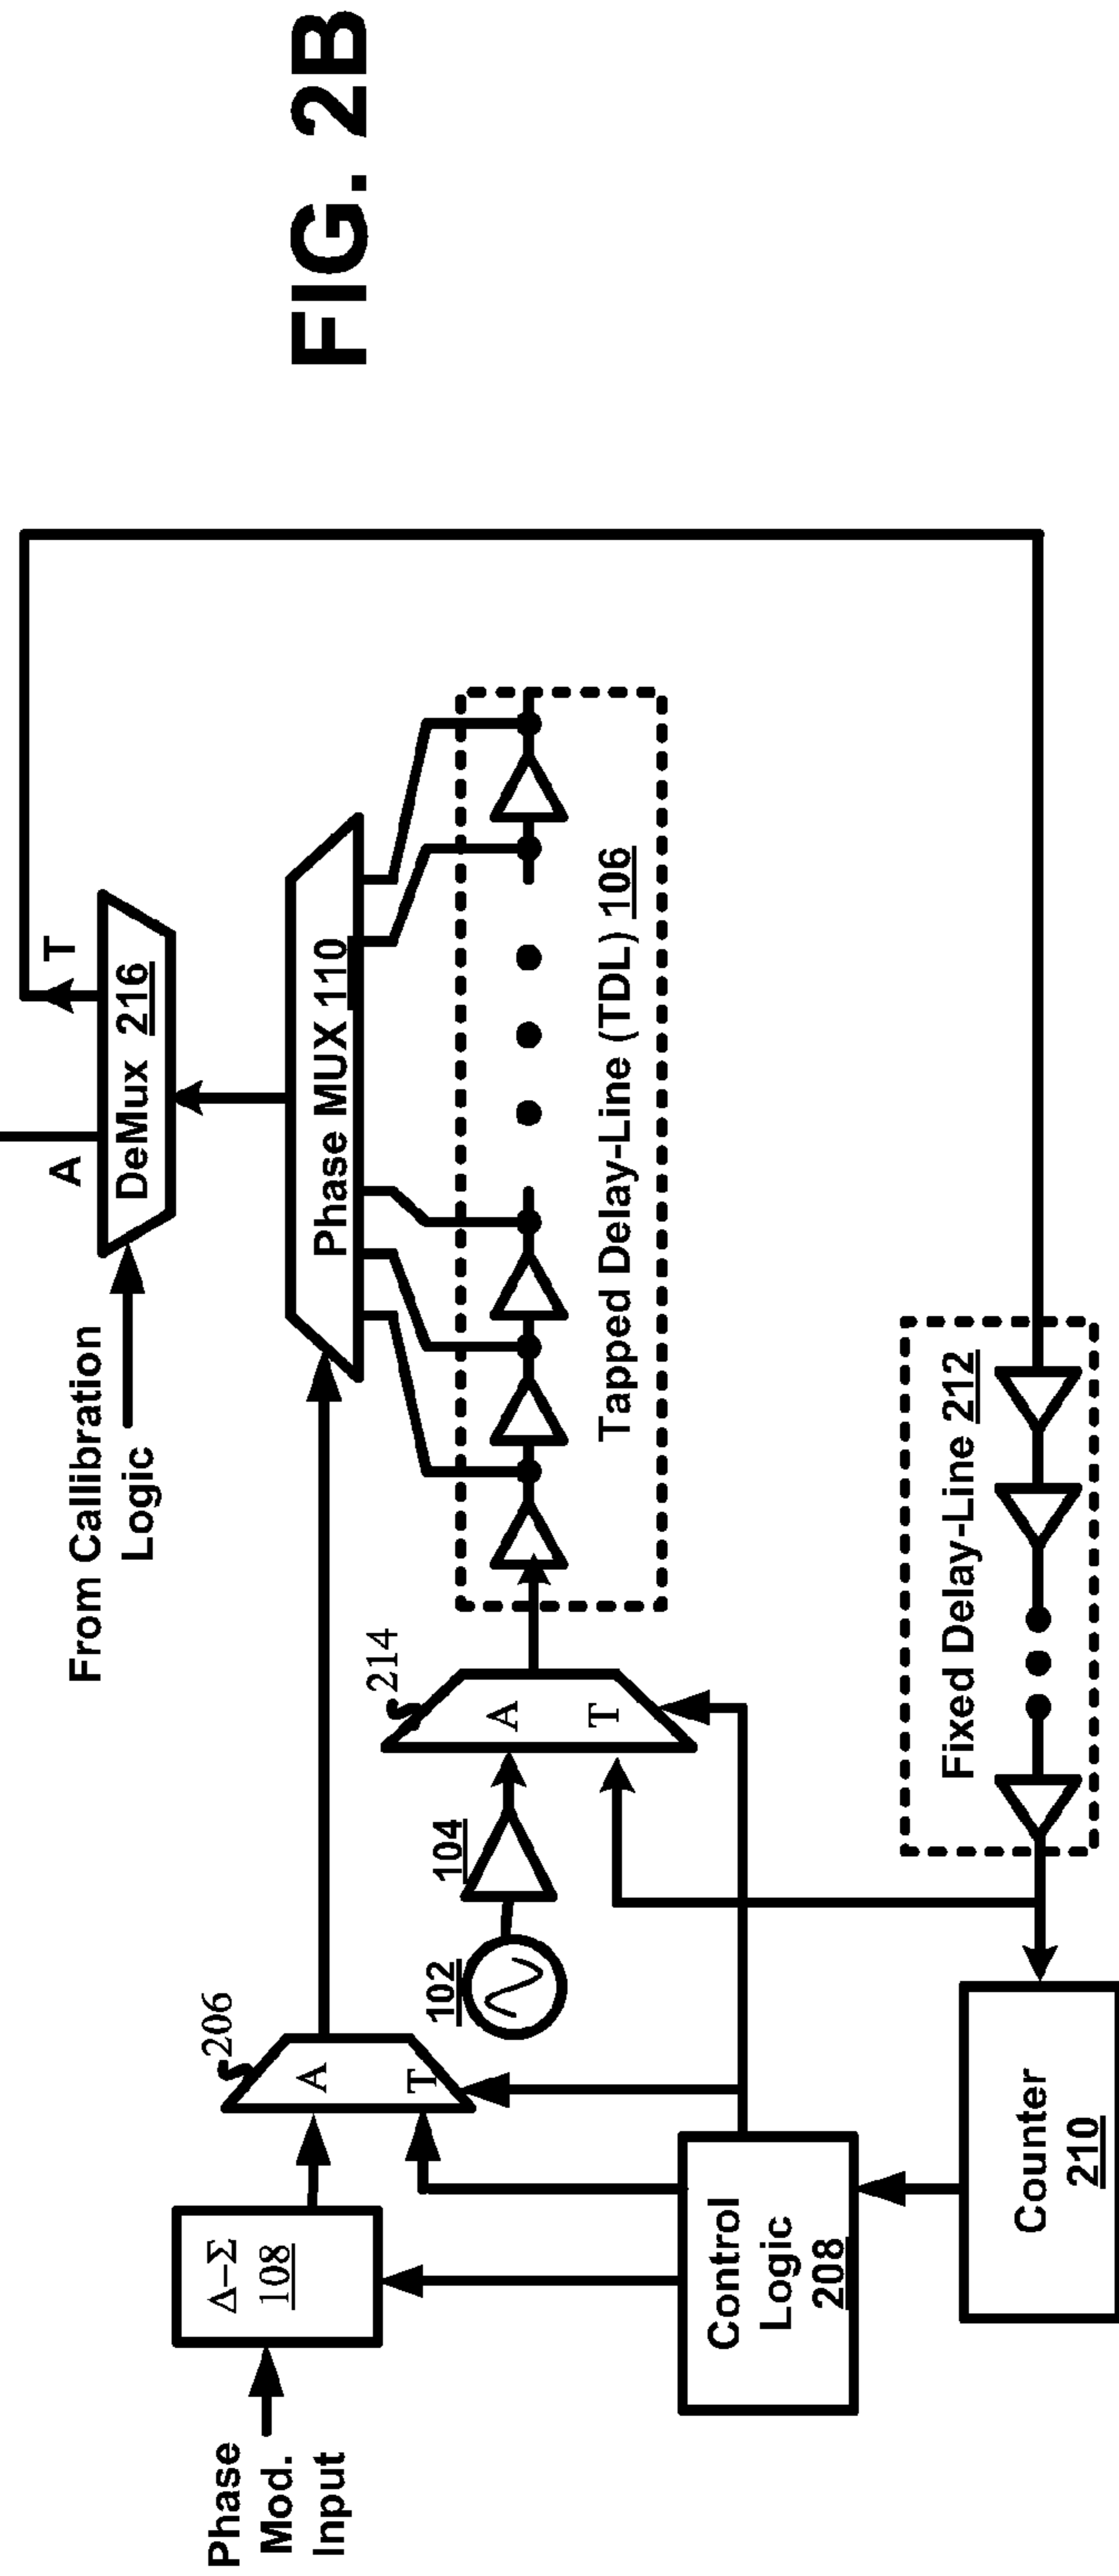 FIG. 2B
A
T
DeMux 216
From Callibration
Logic
Phase MUX 110
Tapped Delay-Line (TDL) 106
206
A
T
214
A
T
102
104
Phase
Mod.
Input
Δ–Σ
108
Control
Logic
208
Fixed Delay-Line 212
Counter
210